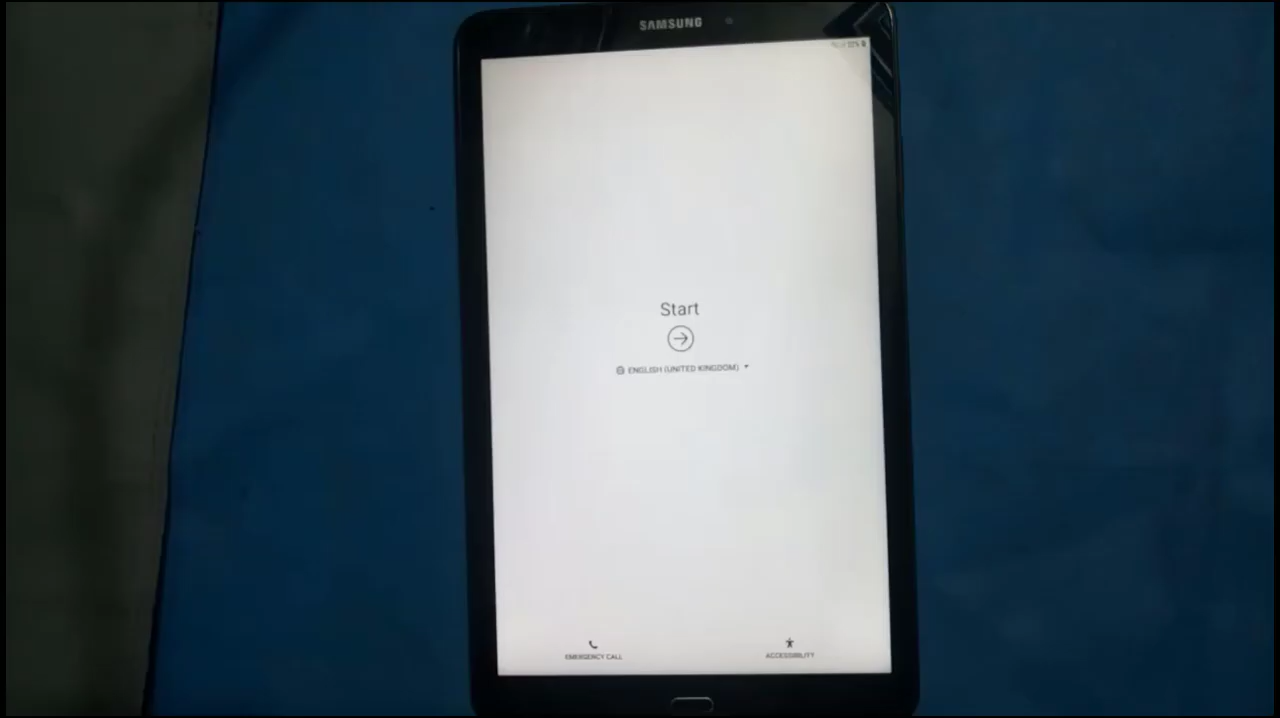 SAMSUNG
Start
ENGLISH (UNITED KINGDOM)
EMERGENCY CALL
ACCESSIBILITY